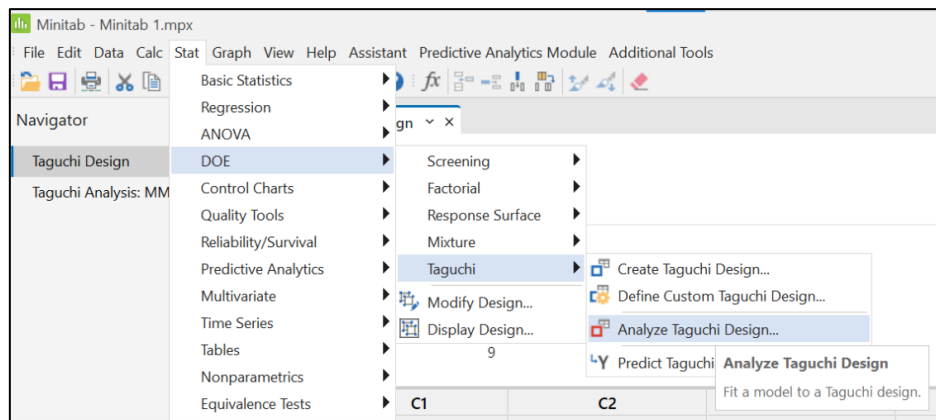 Minitab - Minitab 1.mpx
File Edit Data Calc Stat Graph View Help Assistant Predictive Analytics Module Additional Tools
fx
Navigator
gn
Taguchi Design
Taguchi Analysis: MM
Basic Statistics
Regression
ANOVA
DOE
Control Charts
Quality Tools
Reliability/Survival
Predictive Analytics
Multivariate
Time Series
Tables
Nonparametrics
Equivalence Tests
Screening
Factorial
Response Surface
Mixture
Taguchi
Modify Design...
Display Design...
9
Create Taguchi Design...
Define Custom Taguchi Design...
Analyze Taguchi Design...
Predict Taguchi
Analyze Taguchi Design
Fit a model to a Taguchi design.
C1 C2